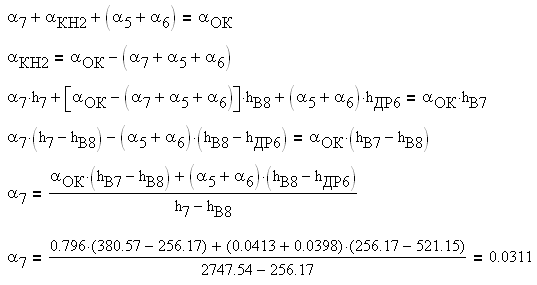 α7 + αКН2 + (α5 + α6) = αОК
αКН2 = αОК − (α7 + α5 + α6)
α7·h7 + [αОК − (α7 + α5 + α6)]·hВ8 + (α5 + α6)·hДР6 = αОК·hВ7
α7·(h7 − hВ8) − (α5 + α6)·(hВ8 − hДР6) = αОК·(hВ7 − hВ8)
α7 = (αОК·(hВ7 − hВ8) + (α5 + α6)·(hВ8 − hДР6)) / (h7 − hВ8)
α7 = (0.796·(380.57 − 256.17) + (0.0413 + 0.0398)·(256.17 − 521.15)) / (2747.54 − 256.17) = 0.0311